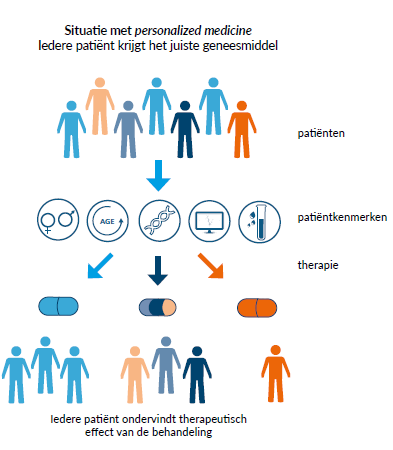 Situatie met personalized medicine
Iedere patiënt krijgt het juiste geneesmiddel
patiënten
AGE
patiëntkenmerken
therapie
Iedere patiënt ondervindt therapeutisch
effect van de behandeling